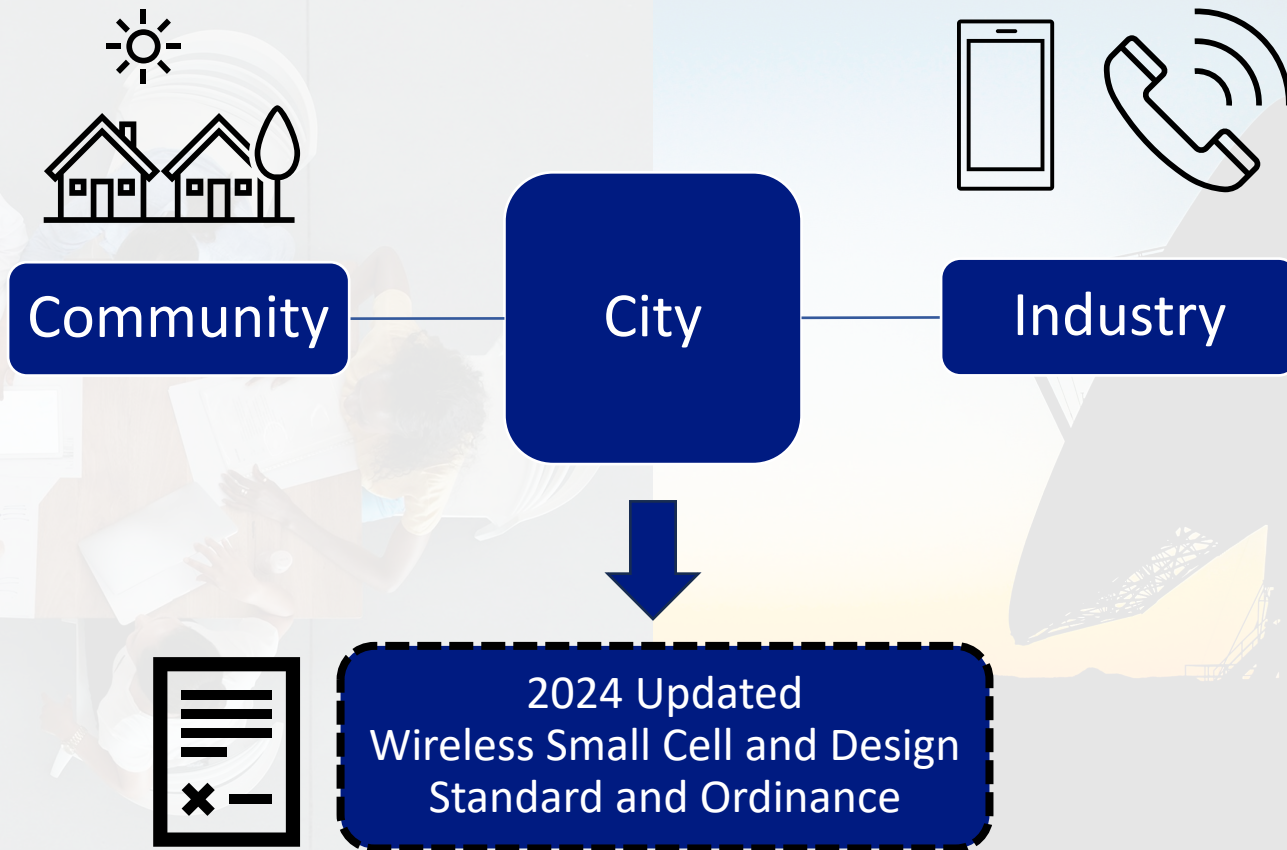 Community
City
Industry
2024 Updated
Wireless Small Cell and Design
Standard and Ordinance